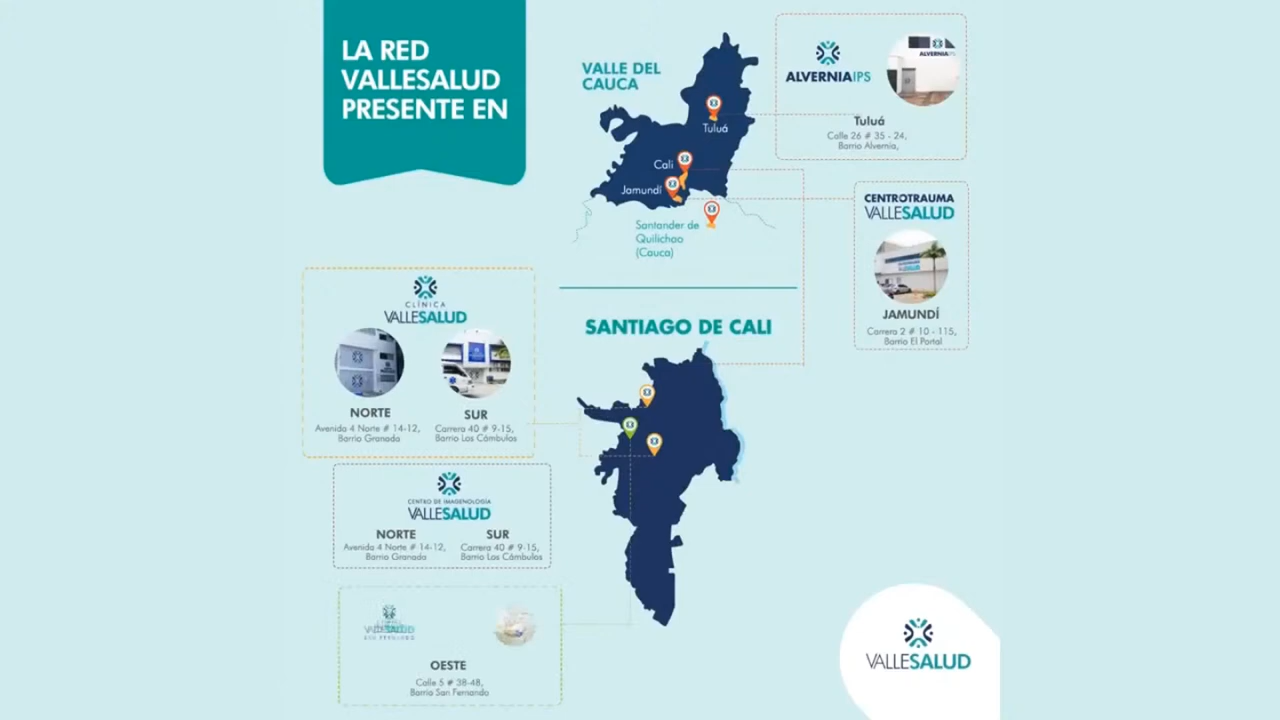 LA RED
VALLESALUD
PRESENTE EN
VALLE DEL
CAUCA
Tuluá
Cali
Jamundí
Santander de
Quilichao
(Cauca)
ALVERNIAIPS
ALVERNIAIPS
Tuluá
Calle 26 # 35 - 24,
Barrio Alvernia,
CENTROTRAUMA
VALLESALUD
JAMUNDÍ
Carrera 2 # 10 - 115,
Barrio El Portal
SANTIAGO DE CALI
CLÍNICA
VALLESALUD
NORTE
Avenida 4 Norte # 14-12,
Barrio Granada
SUR
Carrera 40 # 9-15,
Barrio Los Cámbulos
CENTRO DE IMAGENOLOGÍA
VALLESALUD
NORTE
Avenida 4 Norte # 14-12,
Barrio Granada
SUR
Carrera 40 # 9-15,
Barrio Los Cámbulos
VALLESALUD
SAN FERNANDO
OESTE
Calle 5 # 38-48,
Barrio San Fernando
VALLESALUD